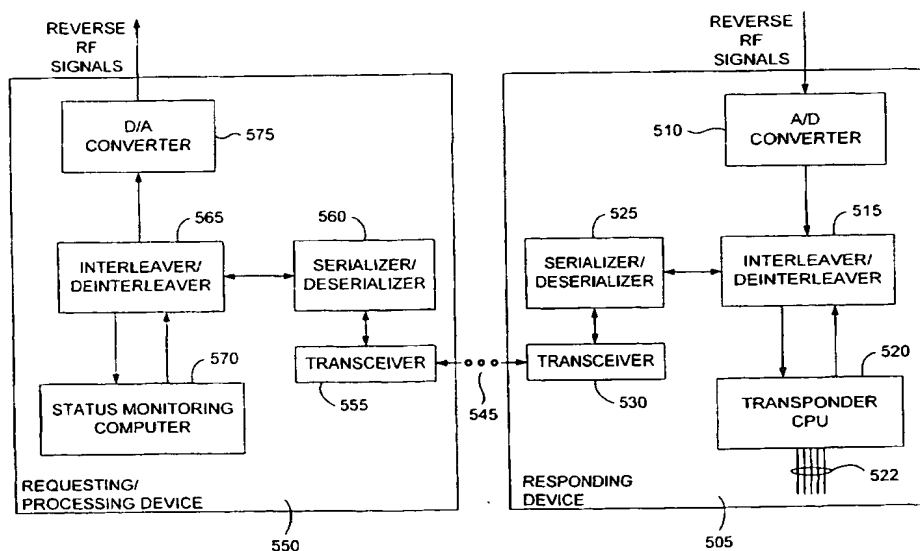 REVERSE
RF
SIGNALS
D/A
CONVERTER
575
565
560
INTERLEAVER/
DEINTERLEAVER
SERIALIZER/
DESERIALIZER
570
TRANSCEIVER
555
STATUS MONITORING
COMPUTER
REQUESTING/
PROCESSING DEVICE
550
545
REVERSE
RF
SIGNALS
510
A/D
CONVERTER
525
515
SERIALIZER/
DESERIALIZER
INTERLEAVER/
DEINTERLEAVER
TRANSCEIVER
530
520
TRANSPONDER
CPU
522
RESPONDING
DEVICE
505